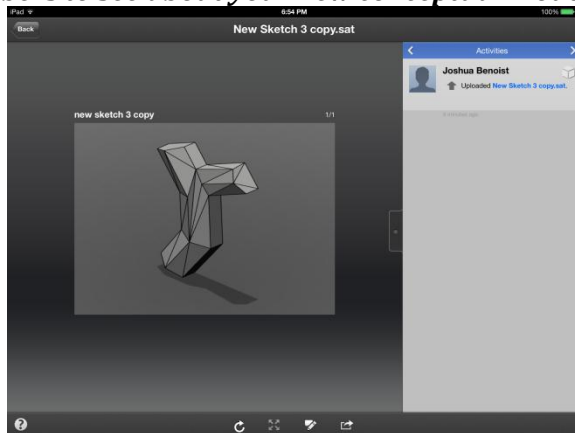 iPad
6:54 PM
100%
Back
New Sketch 3 copy.sat
Activities
Joshua Benoist
Uploaded New Sketch 3 copy.sat.
new sketch 3 copy
1/1